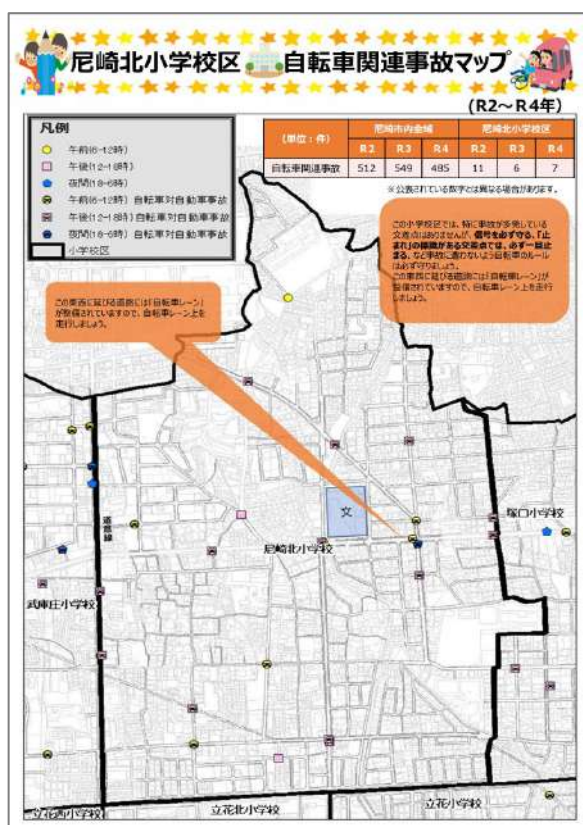 尼崎北小学校区 自転車関連事故マップ
(R2～R4年)
凡例
午前(6-12時)
午後(12-18時)
夜間(18-6時)
午前(6-12時) 自転車対自動車事故
午後(12-18時) 自転車対自動車事故
夜間(18-6時) 自転車対自動車事故
小学校区
(単位：件) 尼崎市内全域 尼崎北小学校区
R2 R3 R4 R2 R3 R4
自転車関連事故 512 549 485 11 6 7
※公表されている数字とは異なる場合があります。
この小学校区では、特に事故が多発している
交差点はありませんが、信号を必ず守る、「止
まれ」の標識がある交差点では、必ず一旦止
まる、など事故に遭わないよう自転車のルール
は必ず守りましょう。
この東西に延びる道路には「自転車レーン」が
整備されていますので、自転車レーン上を走行
しましょう。
この東西に延びる道路には「自転車レーン」
が整備されていますので、自転車レーン上を
走行しましょう。
文
塚口小学校
道意線
尼崎北小学校
武庫庄小学校
立花西小学校
立花北小学校
立花小学校